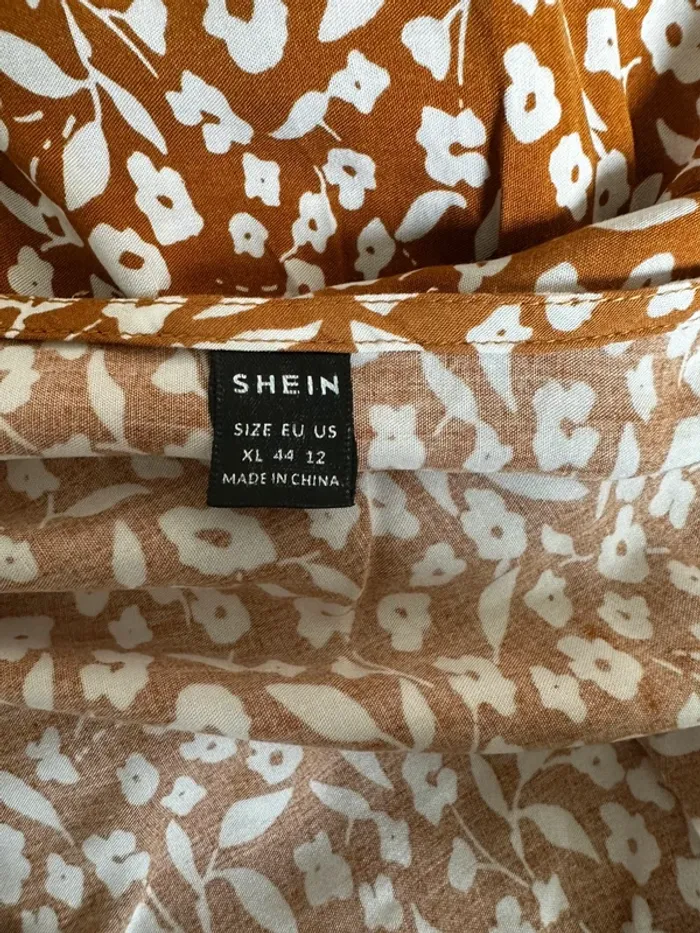 SHEIN
SIZE EU US
XL 44 12
MADE IN CHINA